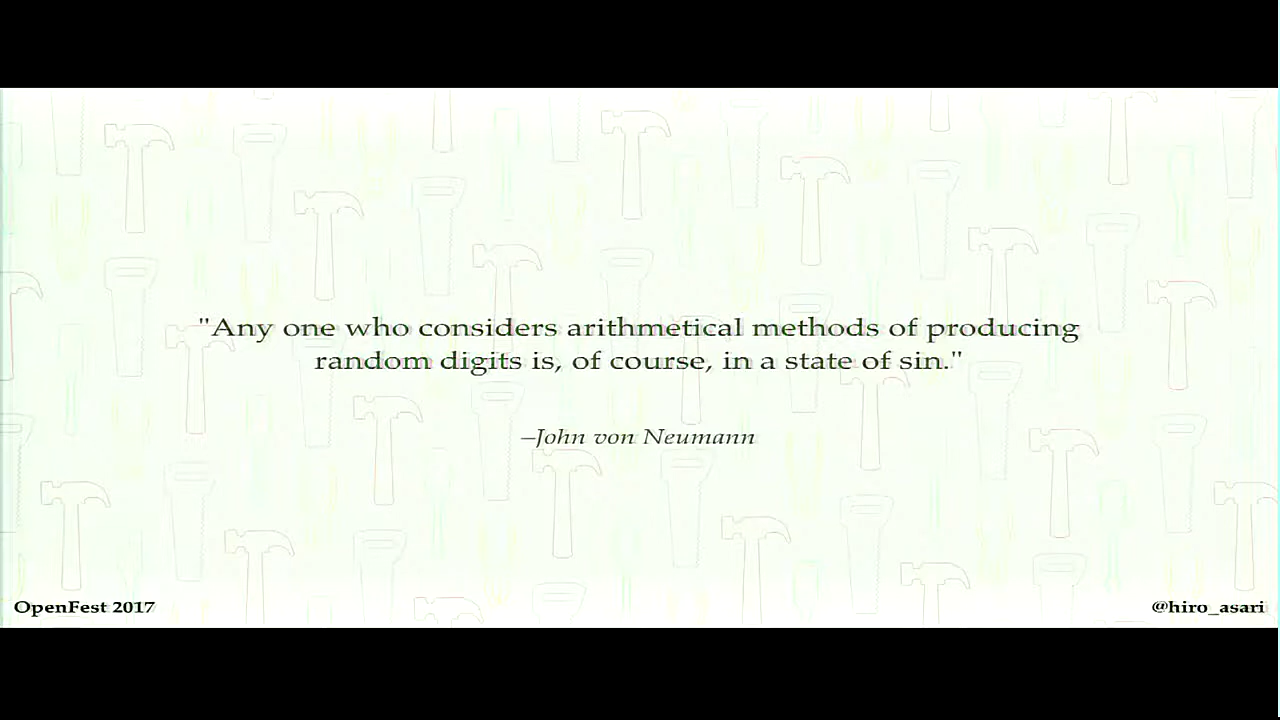 "Any one who considers arithmetical methods of producing
random digits is, of course, in a state of sin."
–John von Neumann
OpenFest 2017
@hiro_asari